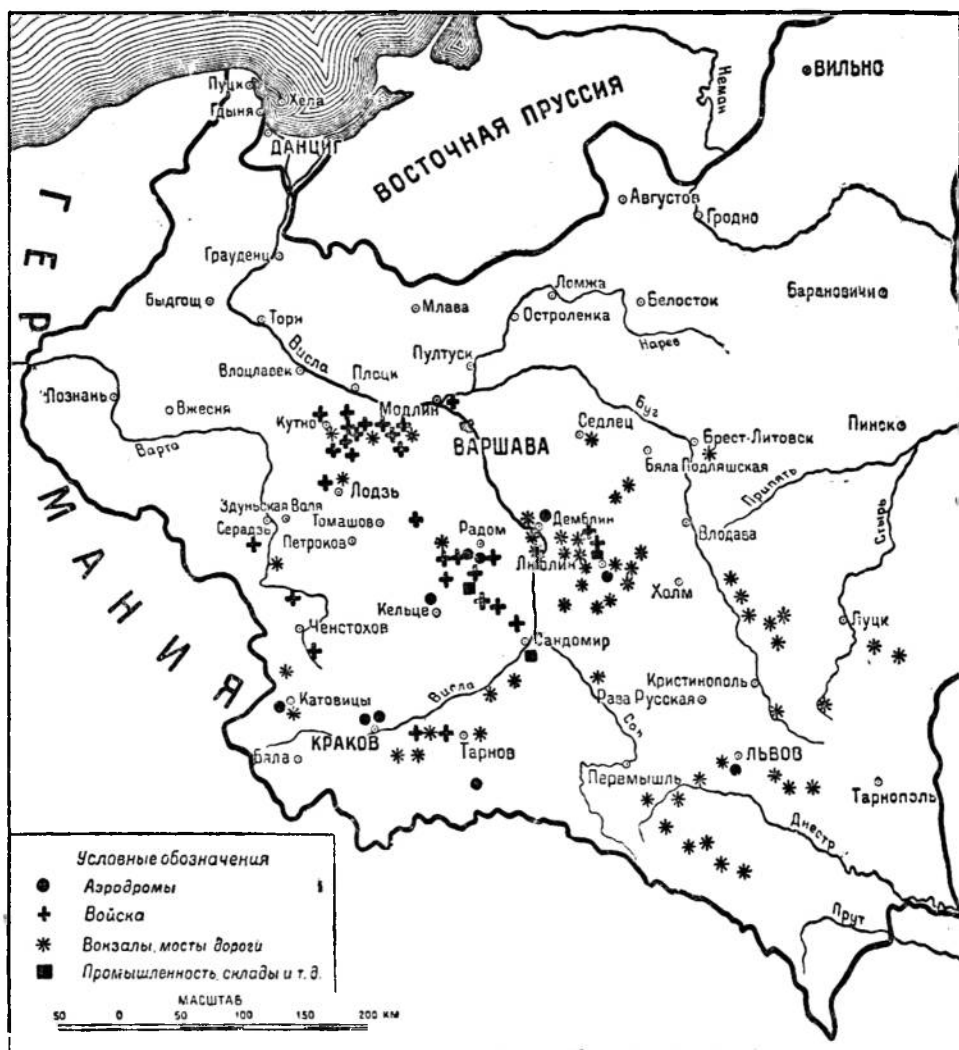 ВИЛЬНО
Неман
Пуцк
Хела
Гдыня
ДАНЦИГ
ВОСТОЧНАЯ ПРУССИЯ
ГЕРМАНИЯ
Августов
Гродно
Грауденц
Быдгощ
Торн
Млава
Ломжа
Остроленка
Белосток
Барановичи
Нарев
Висла
Пултуск
Влоцлавек
Плоцк
Познань
Вжесня
Варта
Кутно
Модлин
ВАРШАВА
Седлец
Буг
Брест-Литовск
Бяла Подляшская
Пинск
Припять
Стырь
Лодзь
Здуньская Воля
Серадз
Томашов
Петроков
Радом
Демблин
Люблин
Влодава
Холм
Кельце
Ченстохов
Сандомир
Луцк
Катовицы
Висла
Сан
Кристинополь
Рава Русская
КРАКОВ
Бяла
Тарнов
Перемышль
ЛЬВОВ
Тарнополь
Днестр
Прут
Условные обозначения
Аэродромы
Войска
Вокзалы, мосты дороги
Промышленность, склады и т.д.
МАСШТАБ
50 0 50 100 150 200 км